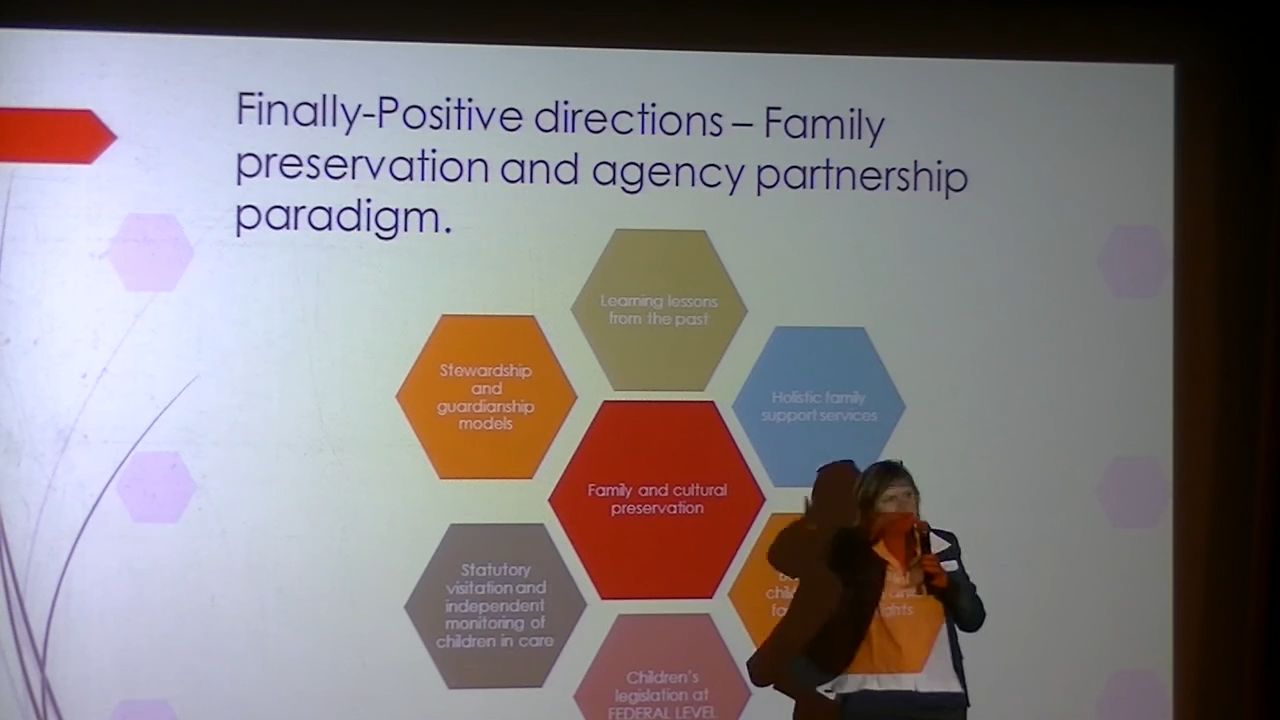 Finally-Positive directions – Family
preservation and agency partnership
paradigm.
Learning lessons
from the past
Stewardship
and
guardianship
models
Holistic family
support services
Family and cultural
preservation
Statutory
visitation and
independent
monitoring of
children in care
Children's
legislation at
FEDERAL LEVEL